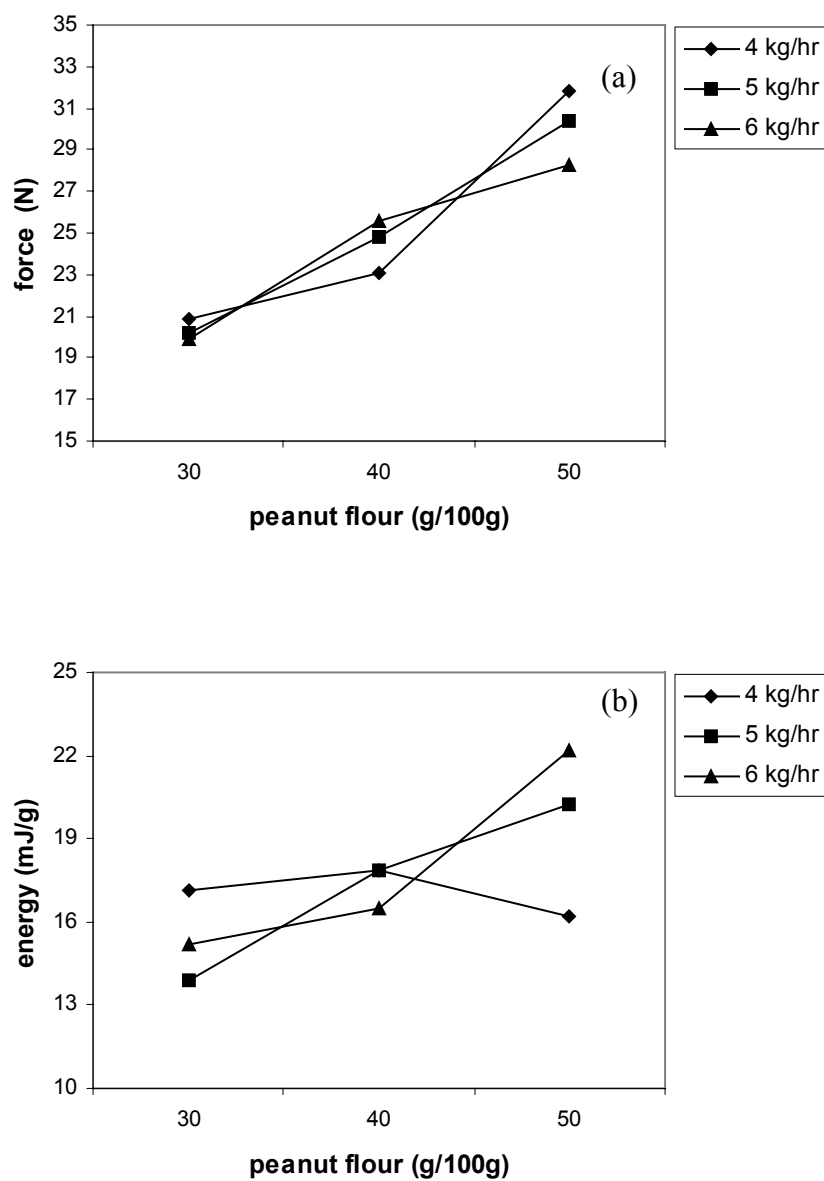 35
33
31
29
27
25
23
21
19
17
15
force (N)
(a)
4 kg/hr
5 kg/hr
6 kg/hr
30 40 50
peanut flour (g/100g)
25
22
19
16
13
10
energy (mJ/g)
(b)
4 kg/hr
5 kg/hr
6 kg/hr
30 40 50
peanut flour (g/100g)